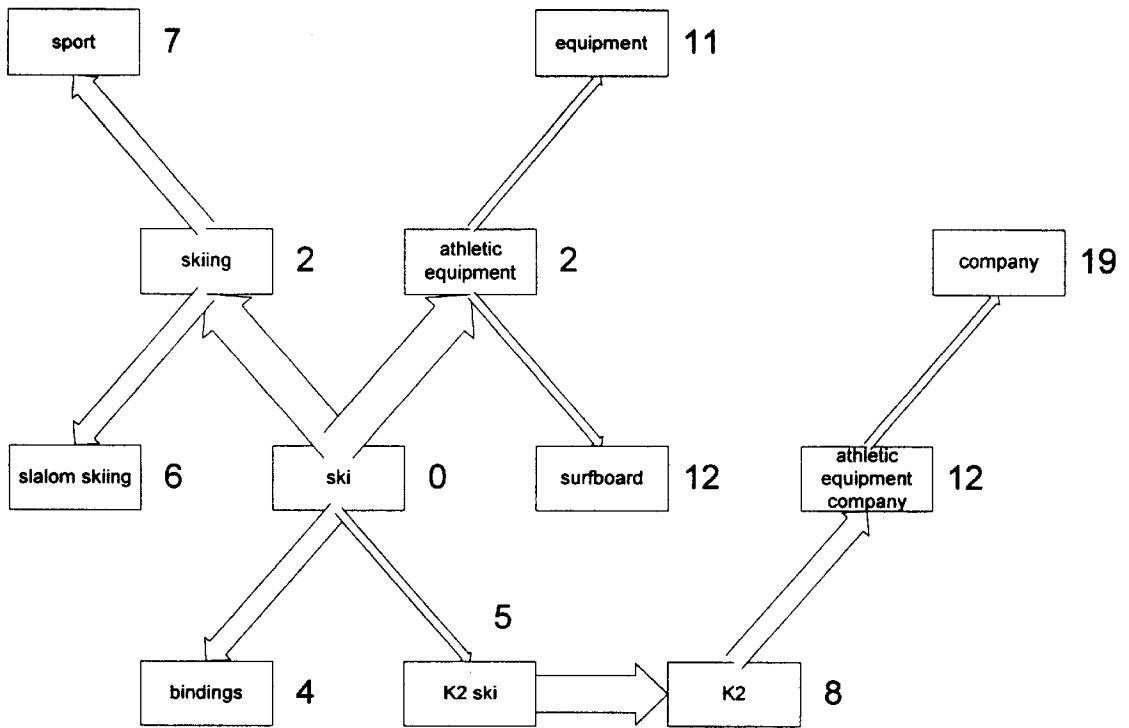 sport 7
equipment 11
skiing 2
athletic
equipment 2
company 19
slalom skiing 6
ski 0
surfboard 12
athletic
equipment
company 12
5
bindings 4
K2 ski
K2 8